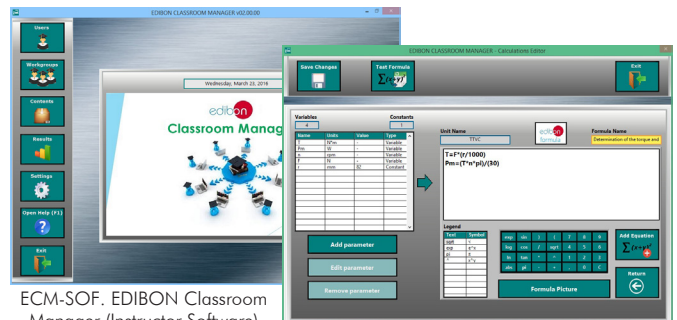 EDIBON CLASSROOM MANAGER v02.00.00
Users
Workgroups
Contents
Results
Settings
Open Help (F1)
?
Exit
Wednesday, March 23, 2016
edibon
Classroom Manag
ECM-SOF. EDIBON Classroom
Manager (Instructor Software)
EDIBON CLASSROOM MANAGER - Calculations Editor
Save Changes
Test Formula
Exit
Variables
4
Constants
1
Name Units Value Type
T N*m - Variable
Pm W - Variable
n rpm - Variable
F N - Variable
r mm 82 Constant
Add parameter
Edit parameter
Remove parameter
Unit Name
TTVC
edibon
formula
Formula Name
Determination of the torque and
T=F*(r/1000)
Pm=(T*n*pi)/(30)
Legend
Text Symbol
exp e^x
pi
exp sin ( ) 7 8 9
log cos / sqrt 4 5 6
ln tan * ^ 1 2 3
abs pi - + . 0 C
Formula Picture
Add Equation
Return